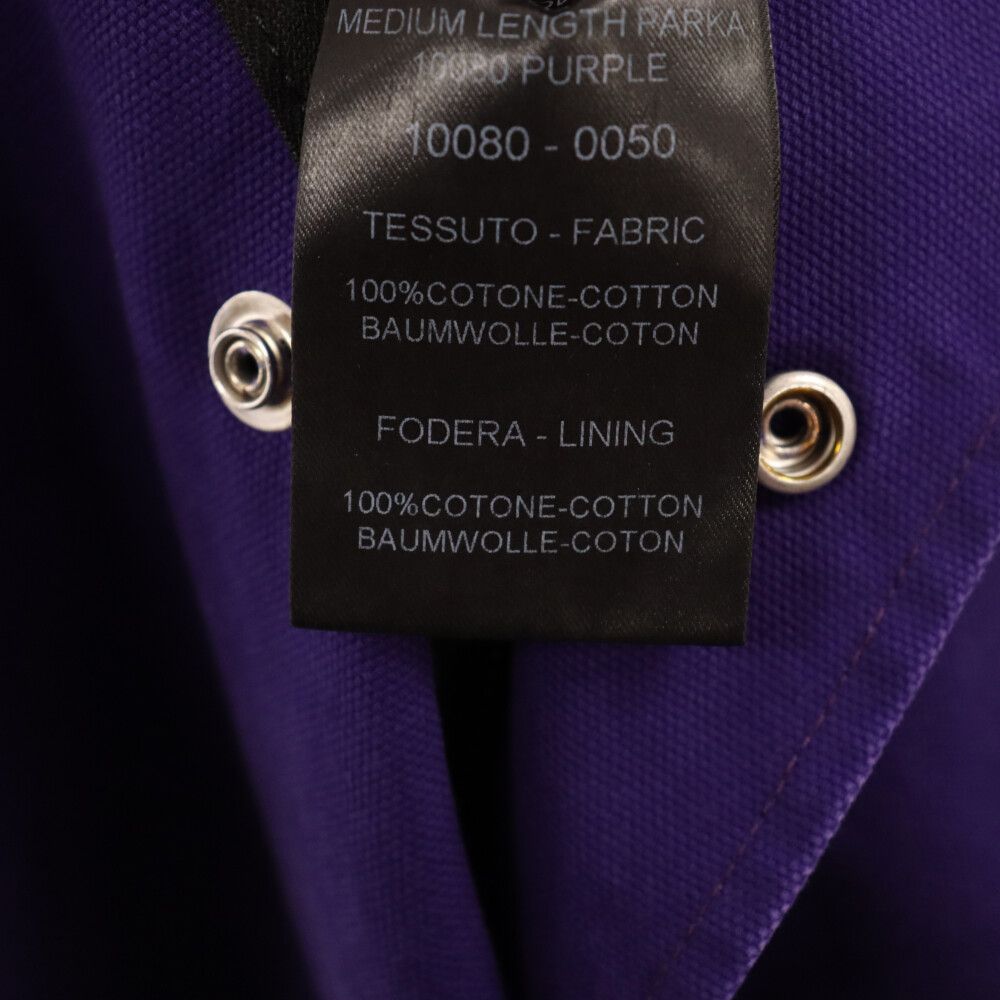 MEDIUM LENGTH PARKA
10080 PURPLE
10080 - 0050
TESSUTO - FABRIC
100%COTONE-COTTON
BAUMWOLLE-COTON
FODERA - LINING
100%COTONE-COTTON
BAUMWOLLE-COTON